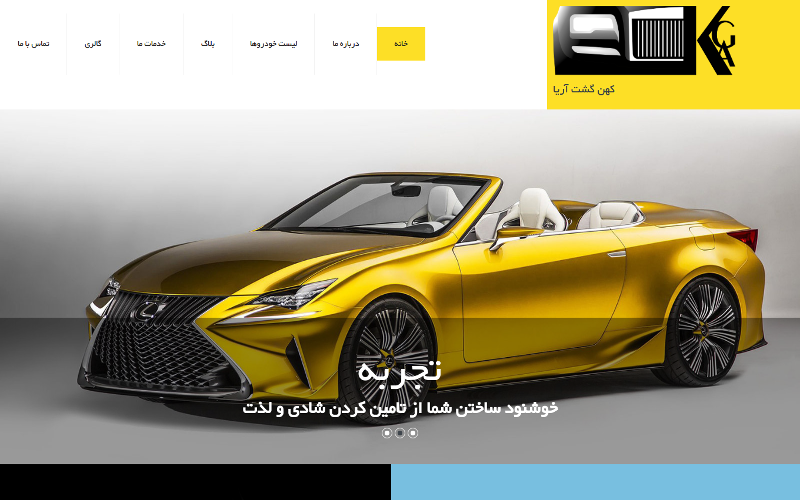 KGA
کهن گشت آریا
خانه
درباره ما
لیست خودروها
بلاگ
خدمات ما
گالری
تماس با ما
تجربه
خوشنود ساختن شما از تامین کردن شادی و لذت